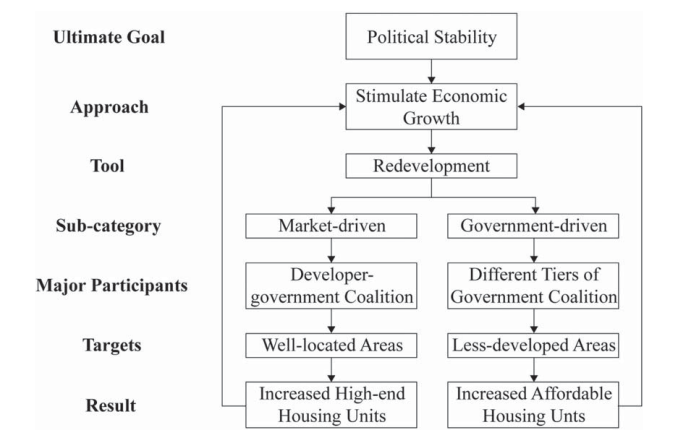 Ultimate Goal
Political Stability
Approach
Stimulate Economic
Growth
Tool
Redevelopment
Sub-category
Market-driven
Government-driven
Major Participants
Developer-
government Coalition
Different Tiers of
Government Coalition
Targets
Well-located Areas
Less-developed Areas
Result
Increased High-end
Housing Units
Increased Affordable
Housing Unts